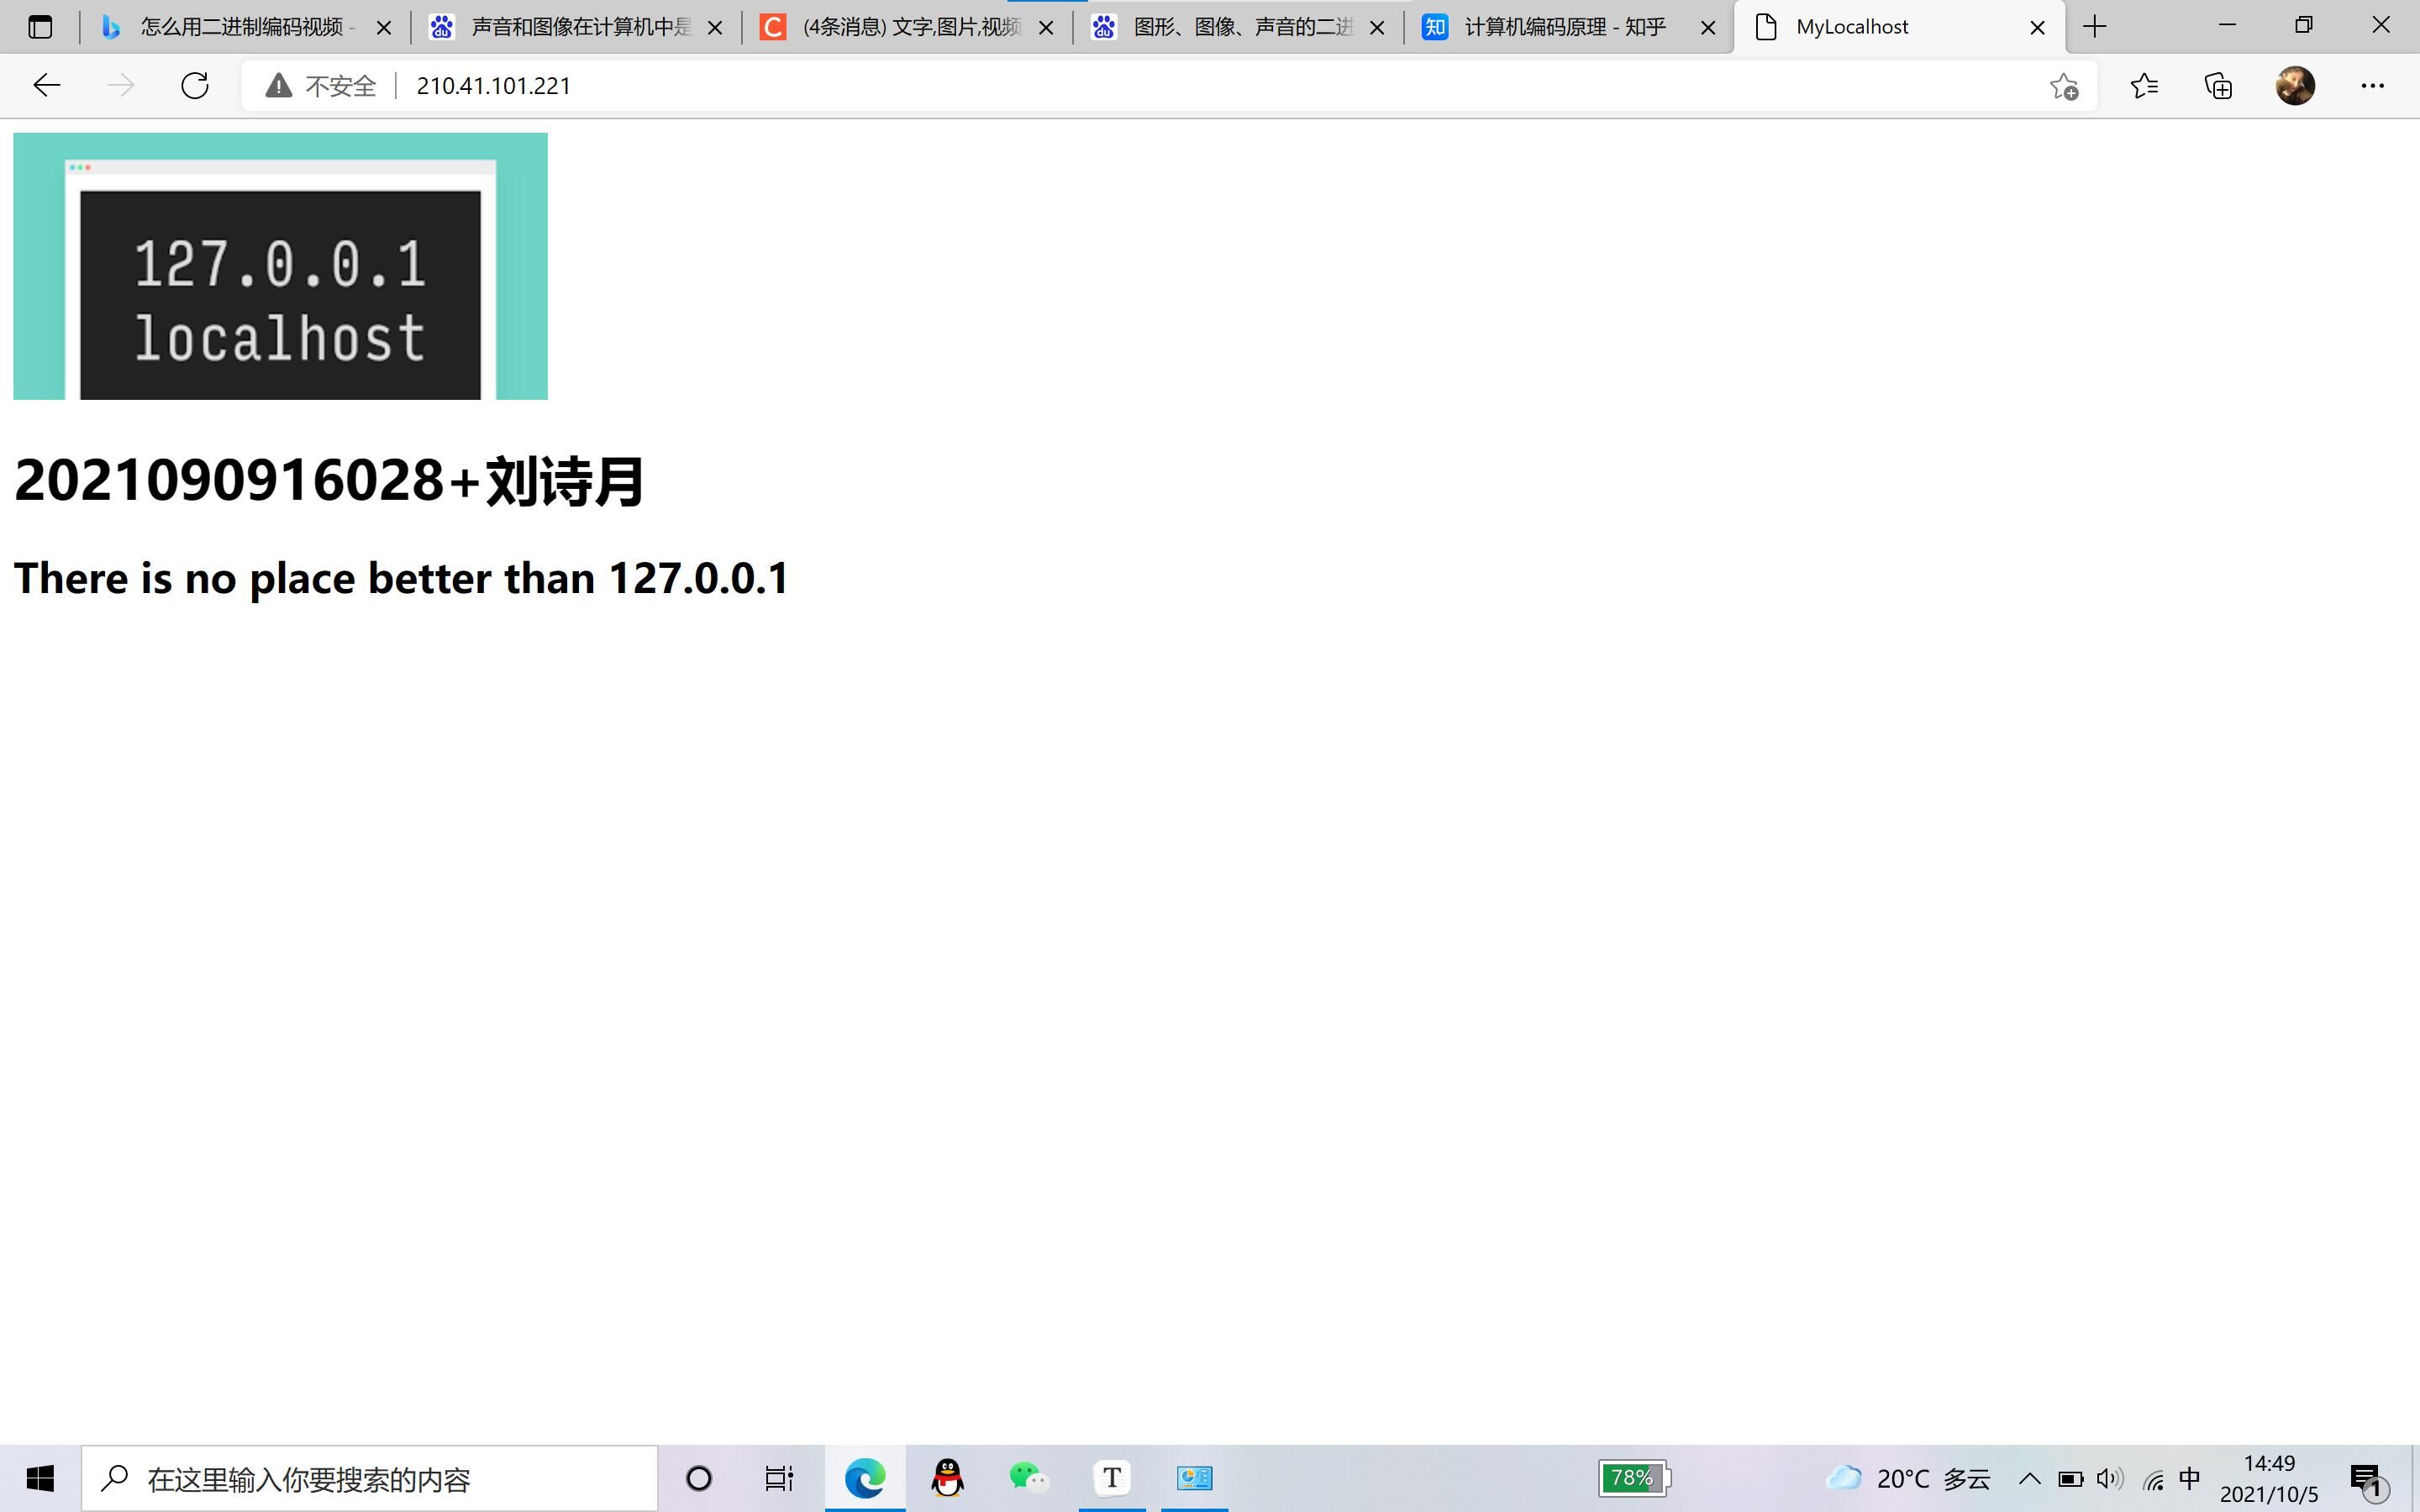 怎么用二进制编码视频 -
声音和图像在计算机中是
(4条消息) 文字,图片,视频
图形、图像、声音的二进
计算机编码原理 - 知乎
MyLocalhost
不安全
210.41.101.221
127.0.0.1
localhost
2021090916028+刘诗月
There is no place better than 127.0.0.1
在这里输入你要搜索的内容
78%
20°C 多云
中
14:49
2021/10/5
1